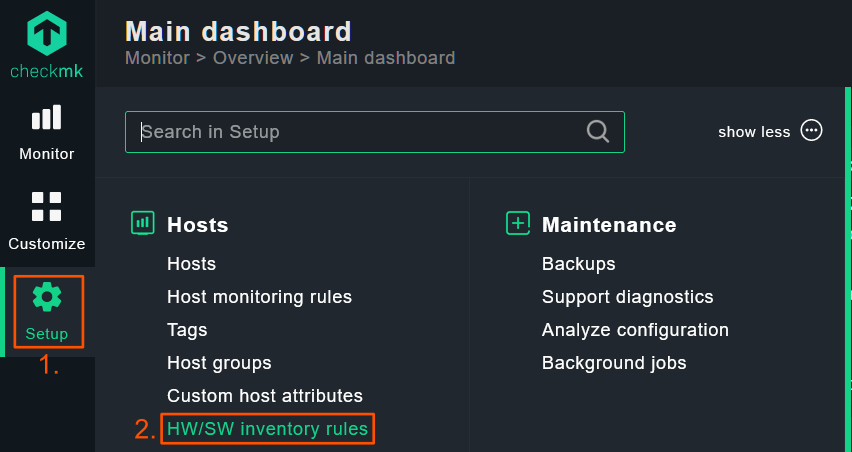 Main dashboard
Monitor > Overview > Main dashboard
checkmk
Monitor
Customize
Setup
1.
Search in Setup
show less
Hosts
Hosts
Host monitoring rules
Tags
Host groups
Custom host attributes
2. HW/SW inventory rules
Maintenance
Backups
Support diagnostics
Analyze configuration
Background jobs